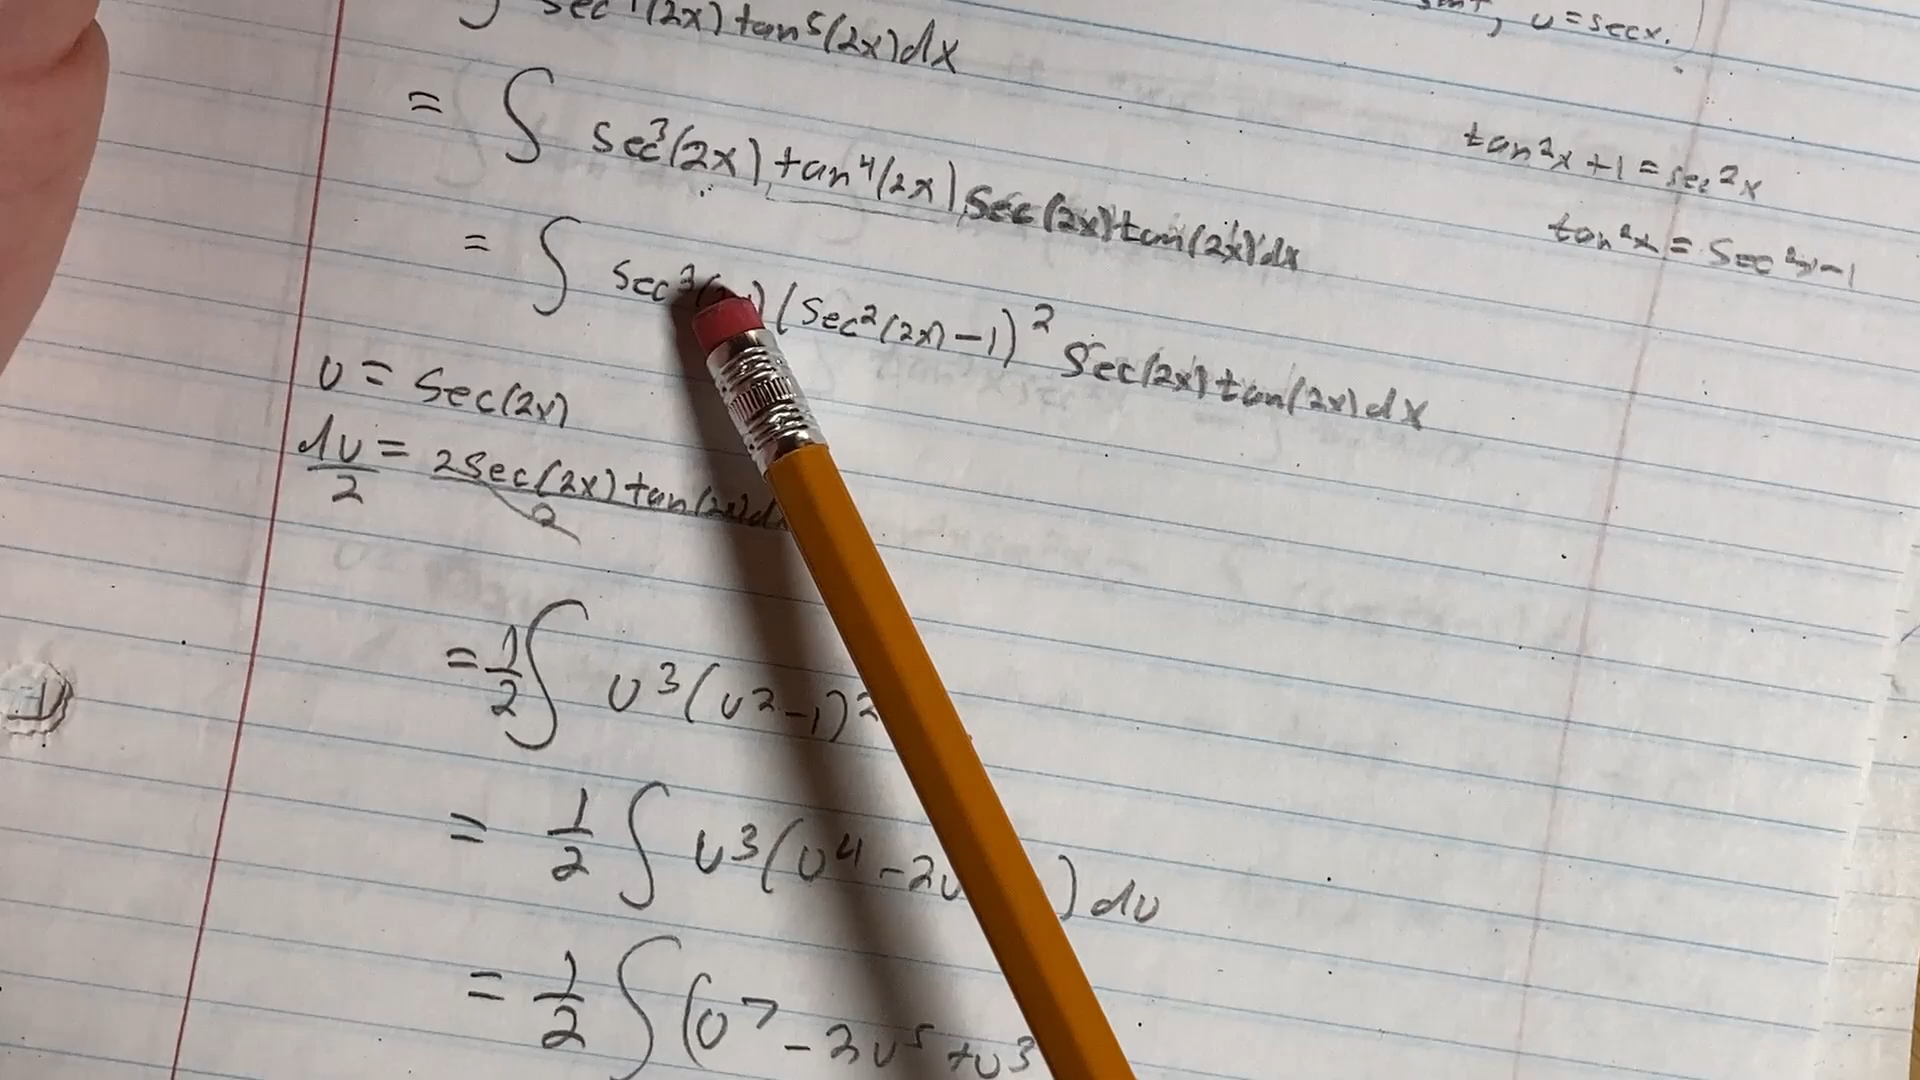 ∫ sec⁴(2x) tan⁵(2x) dx
u = secx.
= ∫ sec³(2x) tan⁴(2x) sec(2x) tan(2x) dx
tan²x + 1 = sec²x
tan²x = sec²x - 1
= ∫ sec³( ) (sec²(2x) - 1)² sec(2x) tan(2x) dx
u = sec(2x)
du/2 = 2sec(2x) tan(2x) dx/2
= 1/2 ∫ u³(u² - 1)²
= 1/2 ∫ u³(u⁴ - 2u ) du
= 1/2 ∫ (u⁷ - 2u⁵ + u³